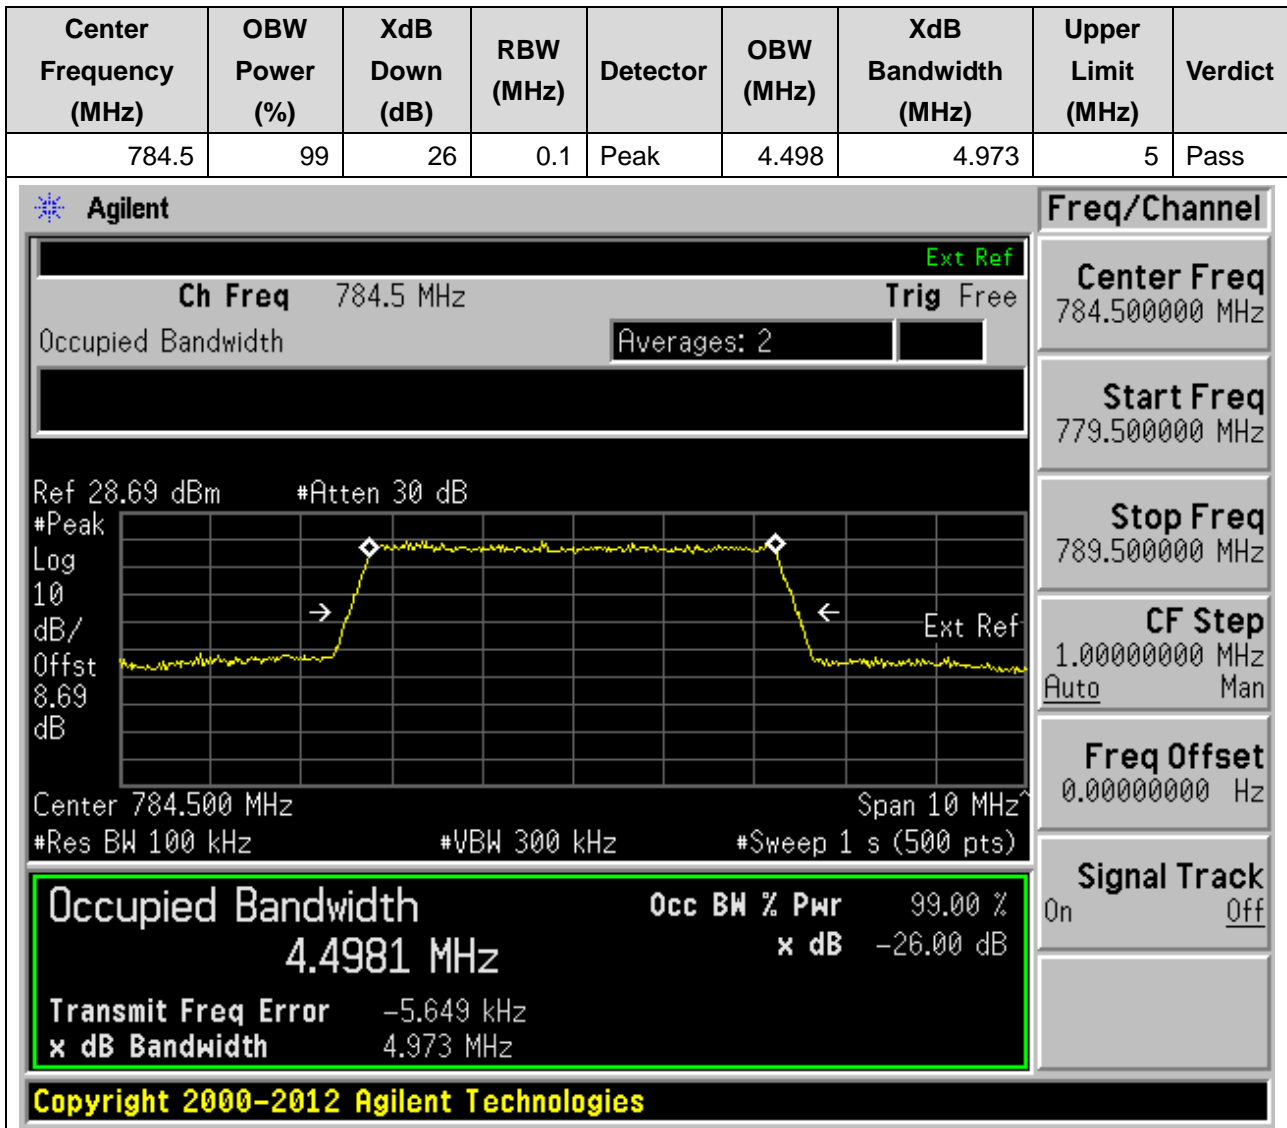 Center Frequency (MHz) OBW Power (%) XdB Down (dB) RBW (MHz) Detector OBW (MHz) XdB Bandwidth (MHz) Upper Limit (MHz) Verdict
784.5 99 26 0.1 Peak 4.498 4.973 5 Pass
Agilent
Freq/Channel
Ext Ref
Ch Freq 784.5 MHz Trig Free
Occupied Bandwidth Averages: 2
Center Freq
784.500000 MHz
Start Freq
779.500000 MHz
Stop Freq
789.500000 MHz
CF Step
1.00000000 MHz
Auto Man
Freq Offset
0.00000000 Hz
Signal Track
On Off
Ref 28.69 dBm #Atten 30 dB
#Peak
Log
10
dB/
Offst
8.69
dB
Ext Ref
Center 784.500 MHz Span 10 MHz^
#Res BW 100 kHz #VBW 300 kHz #Sweep 1 s (500 pts)
Occupied Bandwidth Occ BW % Pwr 99.00 %
4.4981 MHz x dB -26.00 dB
Transmit Freq Error -5.649 kHz
x dB Bandwidth 4.973 MHz
Copyright 2000-2012 Agilent Technologies